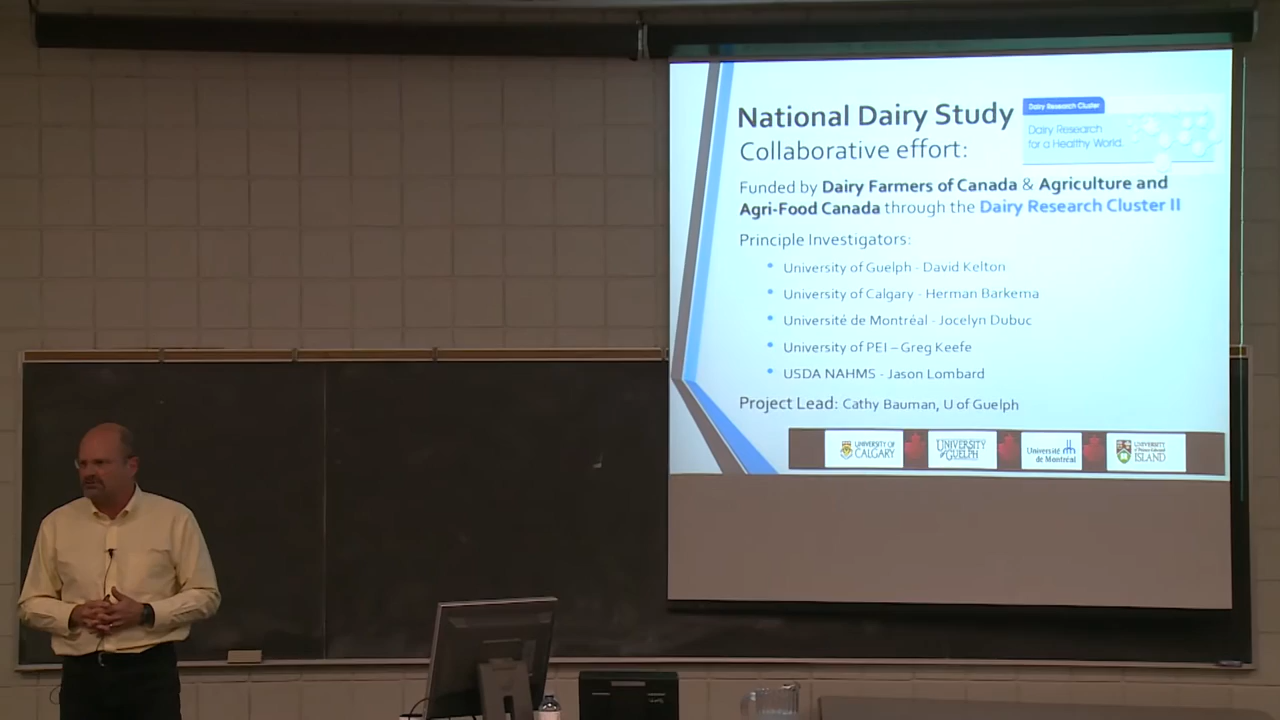 National Dairy Study
Dairy Research Cluster
Dairy Research
for a Healthy World.
Collaborative effort:
Funded by Dairy Farmers of Canada & Agriculture and
Agri-Food Canada through the Dairy Research Cluster II
Principle Investigators:
• University of Guelph - David Kelton
• University of Calgary - Herman Barkema
• Université de Montréal - Jocelyn Dubuc
• University of PEI – Greg Keefe
• USDA NAHMS - Jason Lombard
Project Lead: Cathy Bauman, U of Guelph
UNIVERSITY OF
CALGARY
UNIVERSITY
of GUELPH
Université
de Montréal
UNIVERSITY
of Prince Edward
ISLAND